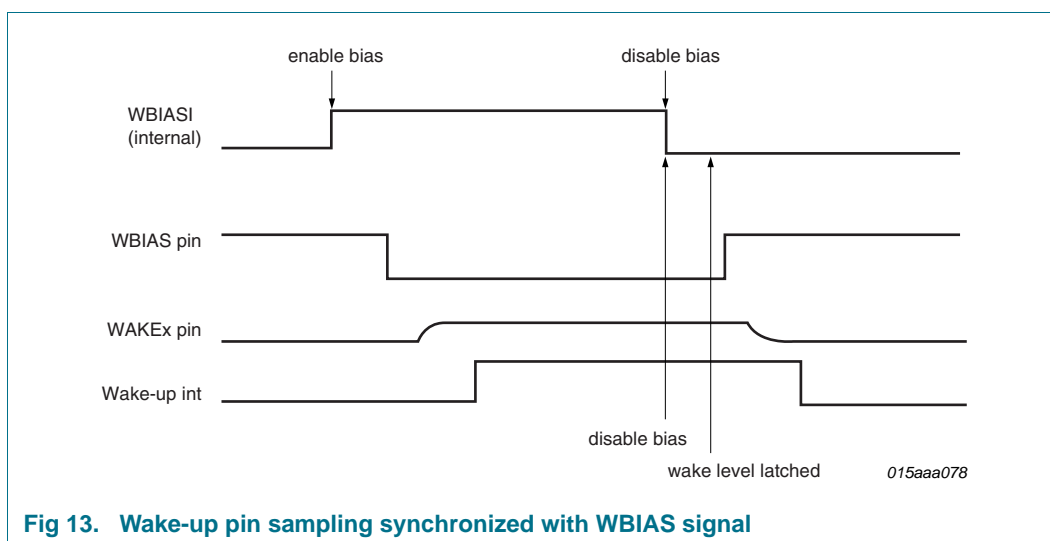 enable bias
disable bias
WBIASI
(internal)
WBIAS pin
WAKEx pin
Wake-up int
disable bias
wake level latched
015aaa078
Fig 13. Wake-up pin sampling synchronized with WBIAS signal